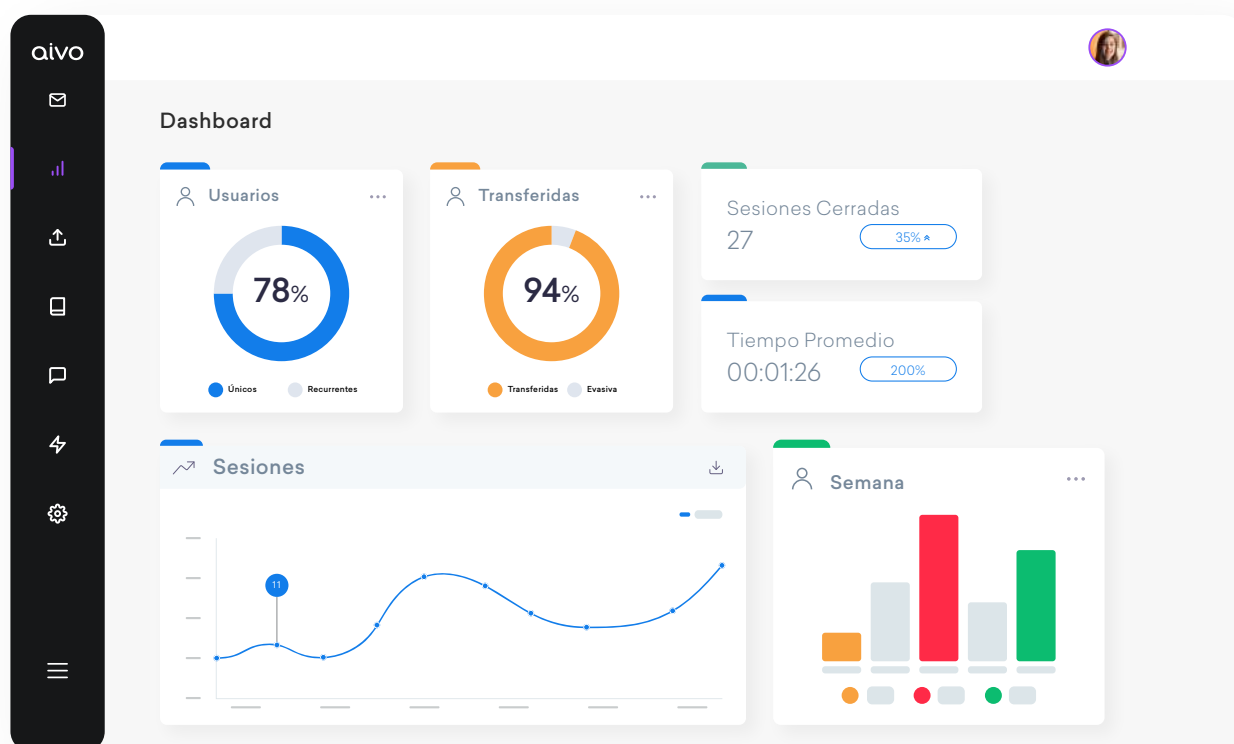 aivo
Dashboard
Usuarios
78%
Únicos
Recurrentes
Transferidas
94%
Transferidas
Evasiva
Sesiones Cerradas
27
35%
Tiempo Promedio
00:01:26
200%
Sesiones
11
Semana